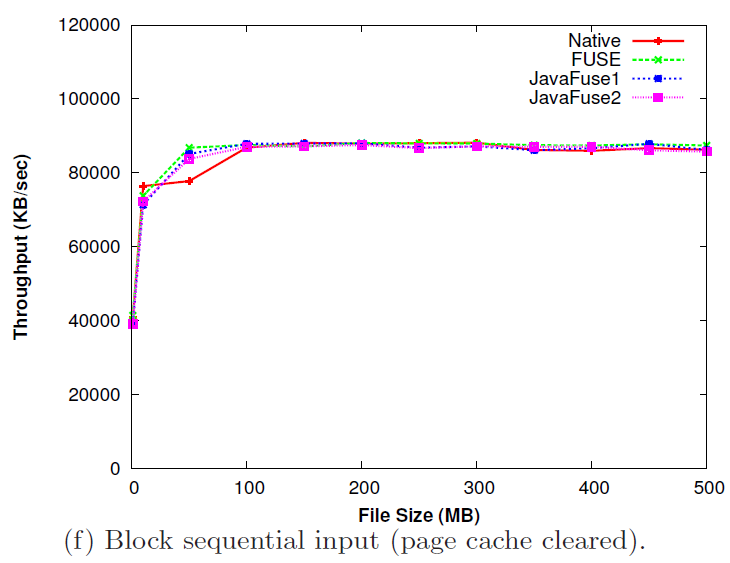 120000
100000
80000
60000
40000
20000
0
Throughput (KB/sec)
Native
FUSE
JavaFuse1
JavaFuse2
0 100 200 300 400 500
File Size (MB)
(f) Block sequential input (page cache cleared).